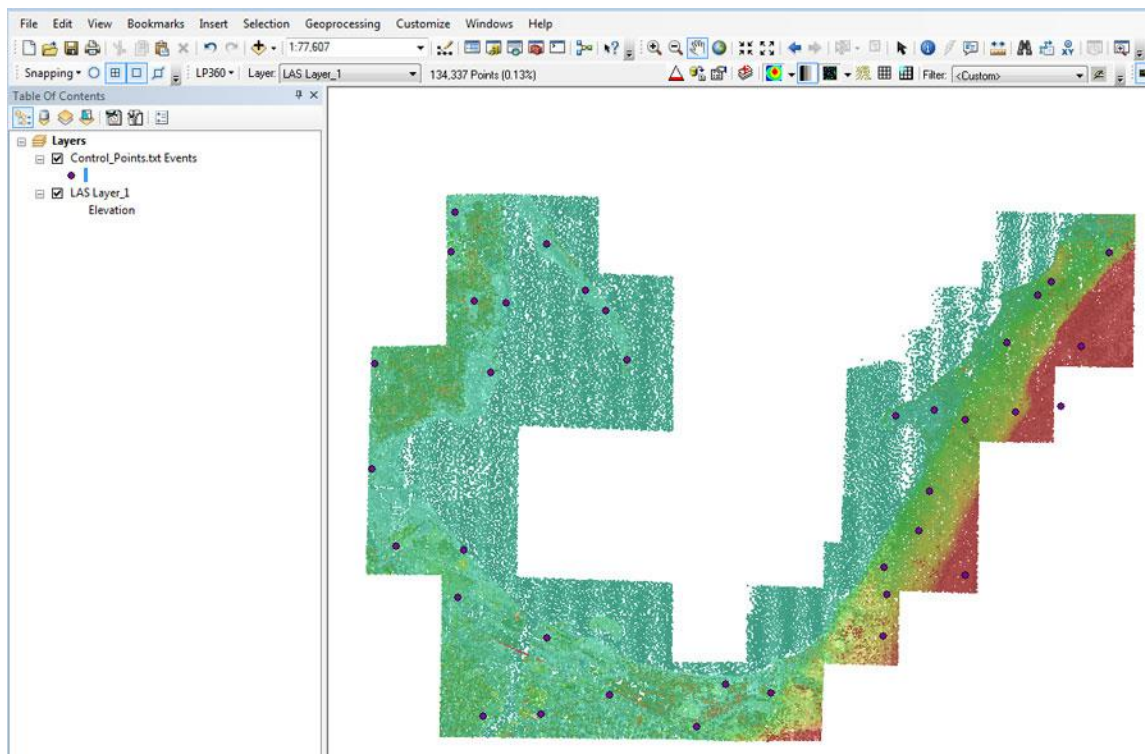 File Edit View Bookmarks Insert Selection Geoprocessing Customize Windows Help
1:77,607
Snapping LP360 Layer: LAS Layer_1 134,337 Points (0.13%) Filter: <Custom>
Table Of Contents
Layers
Control_Points.txt Events
LAS Layer_1
Elevation